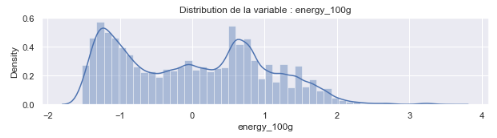 Distribution de la variable : energy_100g
Density
0.6
0.4
0.2
0.0
−2 −1 0 1 2 3 4
energy_100g